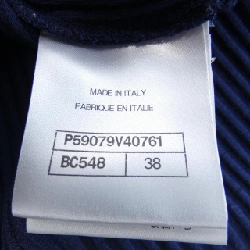 MADE IN ITALY
FABRIQUE EN ITALIE
P59079V40761
BC548 38